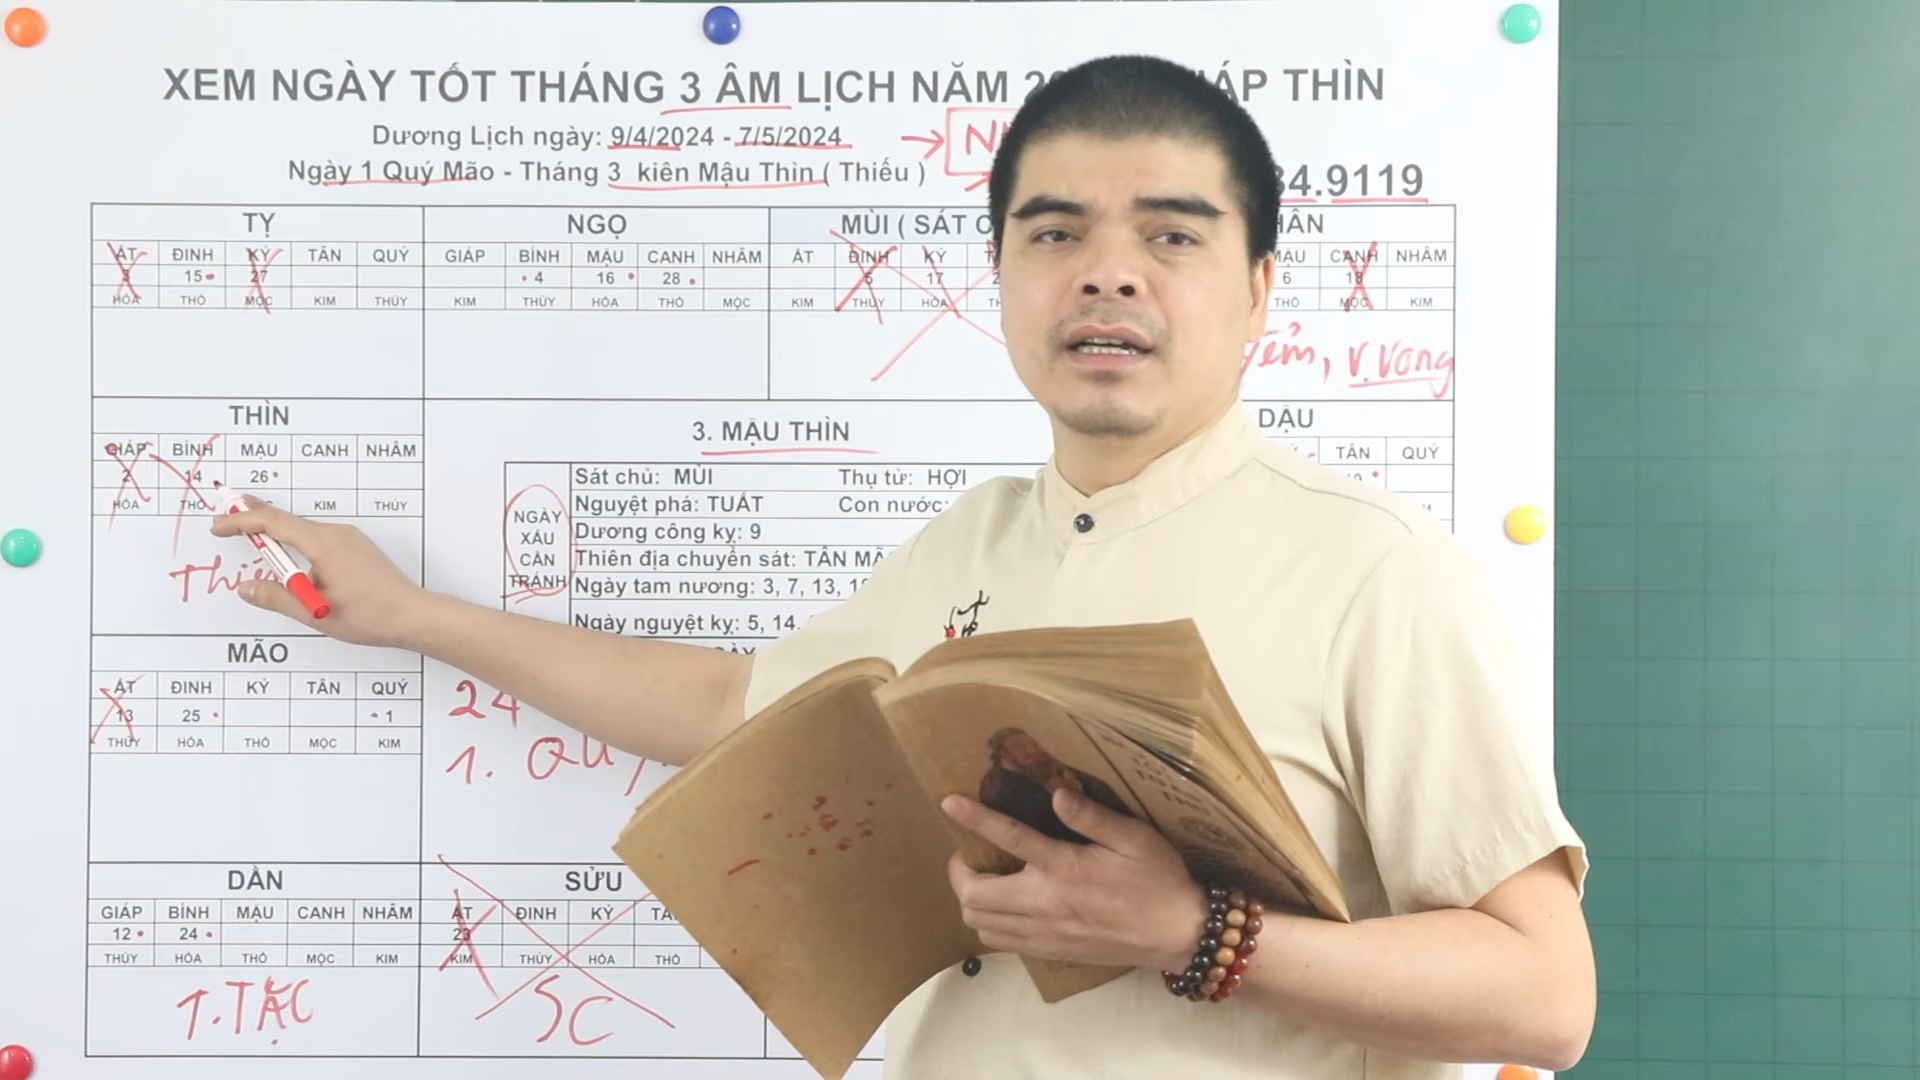 XEM NGÀY TỐT THÁNG 3 ÂM LỊCH NĂM ÁP THÌN
Dương Lịch ngày: 9/4/2024 - 7/5/2024
Ngày 1 Quý Mão - Tháng 3 kiên Mậu Thìn ( Thiếu )
34.9119
TỴ
NGỌ
MÙI ( SÁT
ẤT ĐINH KỶ TÂN QUÝ
GIÁP BÍNH MẬU CANH NHÂM
ẤT ĐINH KỶ
MẬU CANH NHÂM
3 15 27
4 16 28
5 17
6 18
HỎA THỔ MỘC KIM THỦY
KIM THỦY HỎA THỔ MỘC
KIM THỦY HỎA
THỔ MỘC KIM
yểm, V.Vong
THÌN
3. MẬU THÌN
DẬU
GIÁP BÍNH MẬU CANH NHÂM
TÂN QUÝ
2 14 26
HỎA THỔ KIM THỦY
NGÀY
XẤU
CẦN
TRÁNH
Sát chủ: MÙI Thụ tử: HỢI
Nguyệt phá: TUẤT Con nước:
Dương công kỵ: 9
Thiên địa chuyển sát: TÂN
Ngày tam nương: 3, 7, 13,
Ngày nguyệt kỵ: 5, 14.
MÃO
ẤT ĐINH KỶ TÂN QUÝ
13 25 1
THỦY HỎA THỔ MỘC KIM
24
1. QU
DẦN
SỬU
GIÁP BÍNH MẬU CANH NHÂM
ẤT ĐINH KỶ
12 24
23
THỦY HỎA THỔ MỘC KIM
KIM THỦY HỎA THỔ
T.TẶC
SC